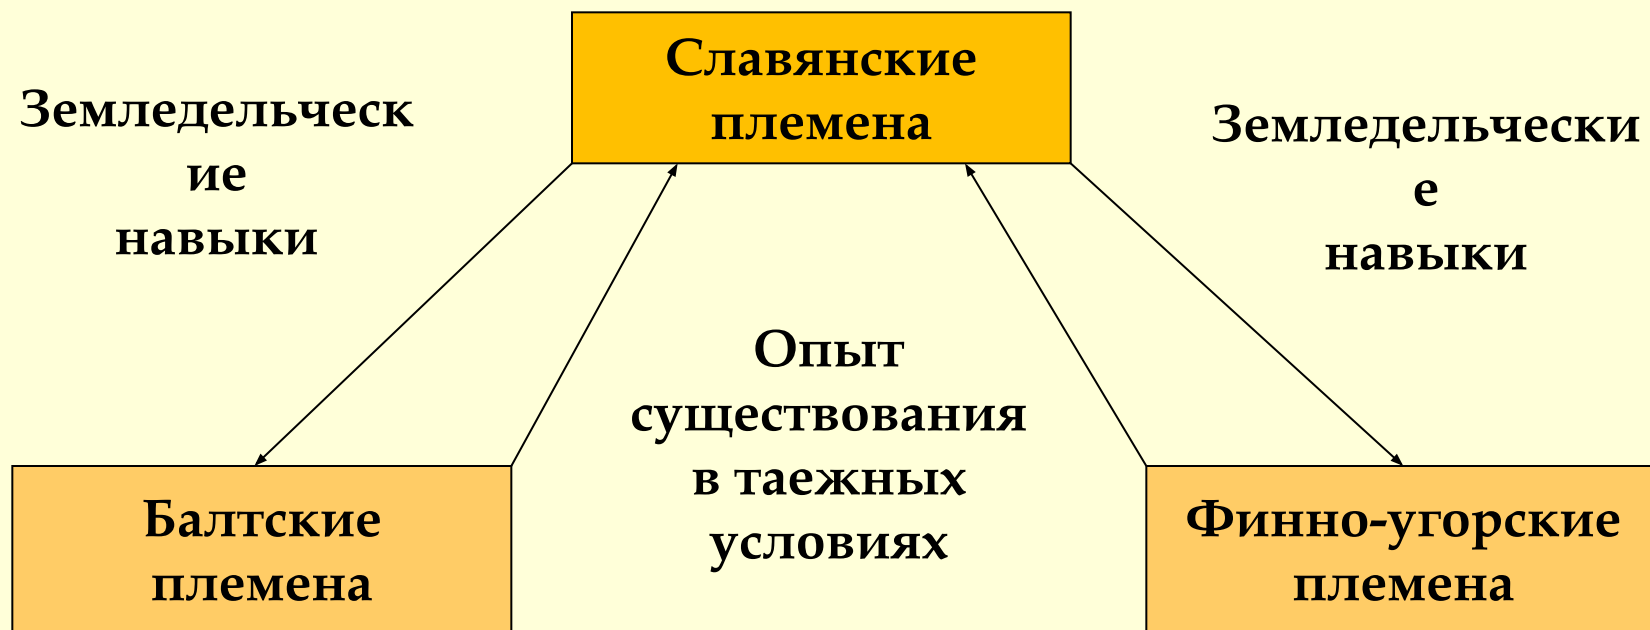 Славянские
племена
Земледельческ
ие
навыки
Земледельчески
е
навыки
Опыт
существования
в таежных
условиях
Балтские
племена
Финно-угорские
племена